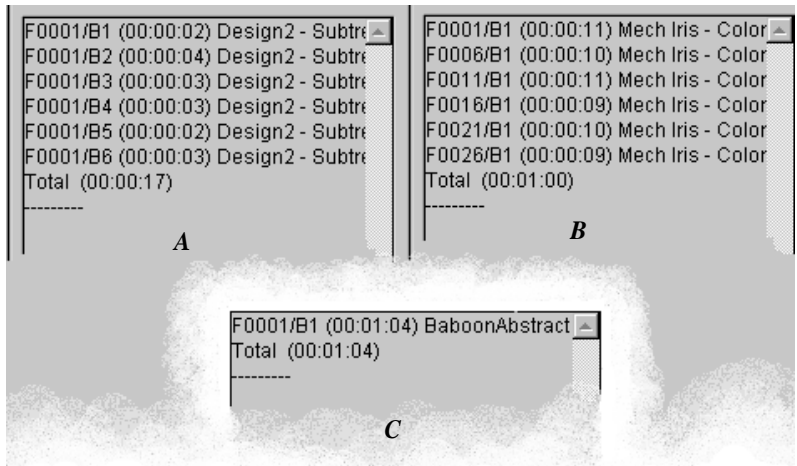 F0001/B1 (00:00:02) Design2 - Subtre
F0001/B2 (00:00:04) Design2 - Subtre
F0001/B3 (00:00:03) Design2 - Subtre
F0001/B4 (00:00:03) Design2 - Subtre
F0001/B5 (00:00:02) Design2 - Subtre
F0001/B6 (00:00:03) Design2 - Subtre
Total (00:00:17)
---------
A
F0001/B1 (00:00:11) Mech Iris - Color
F0006/B1 (00:00:10) Mech Iris - Color
F0011/B1 (00:00:11) Mech Iris - Color
F0016/B1 (00:00:09) Mech Iris - Color
F0021/B1 (00:00:10) Mech Iris - Color
F0026/B1 (00:00:09) Mech Iris - Color
Total (00:01:00)
---------
B
F0001/B1 (00:01:04) BaboonAbstract
Total (00:01:04)
---------
C